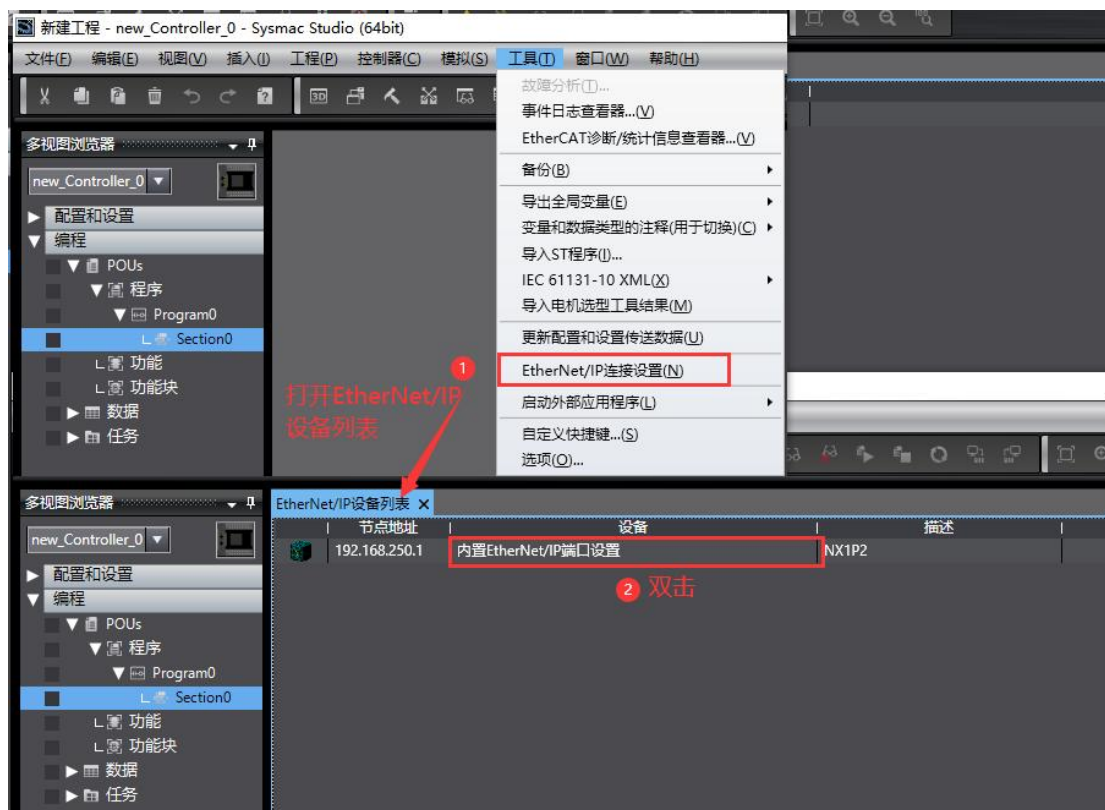 新建工程 - new_Controller_0 - Sysmac Studio (64bit)
文件(F) 编辑(E) 视图(V) 插入(I) 工程(P) 控制器(C) 模拟(S) 工具(T) 窗口(W) 帮助(H)
故障分析(T)...
事件日志查看器...(V)
EtherCAT诊断/统计信息查看器...(V)
备份(B)
导出全局变量(E)
变量和数据类型的注释(用于切换)(C)
导入ST程序(I)...
IEC 61131-10 XML(X)
导入电机选型工具结果(M)
更新配置和设置传送数据(U)
EtherNet/IP连接设置(N)
启动外部应用程序(L)
自定义快捷键...(S)
选项(O)...
多视图浏览器
new_Controller_0
配置和设置
编程
POUs
程序
Program0
Section0
功能
功能块
数据
任务
1
打开EtherNet/IP
设备列表
多视图浏览器
new_Controller_0
配置和设置
编程
POUs
程序
Program0
Section0
功能
功能块
数据
任务
EtherNet/IP设备列表
节点地址 设备 描述
192.168.250.1 内置EtherNet/IP端口设置 NX1P2
2 双击